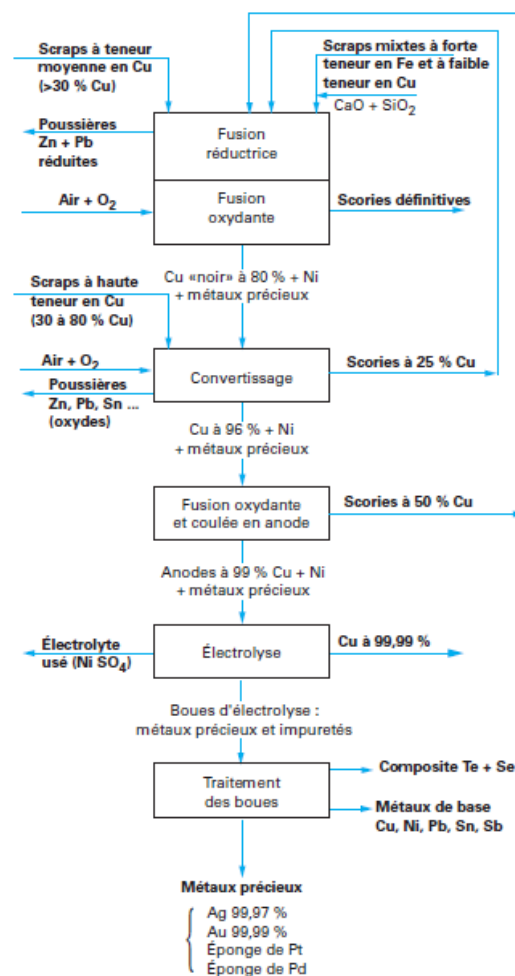 Scraps à teneur
moyenne en Cu
(>30 % Cu)
Scraps mixtes à forte
teneur en Fe et à faible
teneur en Cu
CaO + SiO₂
Poussières
Zn + Pb
réduites
Fusion
réductrice
Air + O₂
Fusion
oxydante
Scories définitives
Cu «noir» à 80 % + Ni
+ métaux précieux
Scraps à haute
teneur en Cu
(30 à 80 % Cu)
Air + O₂
Convertissage
Scories à 25 % Cu
Poussières
Zn, Pb, Sn ...
(oxydes)
Cu à 96 % + Ni
+ métaux précieux
Fusion oxydante
et coulée en anode
Scories à 50 % Cu
Anodes à 99 % Cu + Ni
+ métaux précieux
Électrolyte
usé (Ni SO₄)
Électrolyse
Cu à 99,99 %
Boues d'électrolyse :
métaux précieux et impuretés
Traitement
des boues
Composite Te + Se
Métaux de base
Cu, Ni, Pb, Sn, Sb
Métaux précieux
Ag 99,97 %
Au 99,99 %
Éponge de Pt
Éponge de Pd